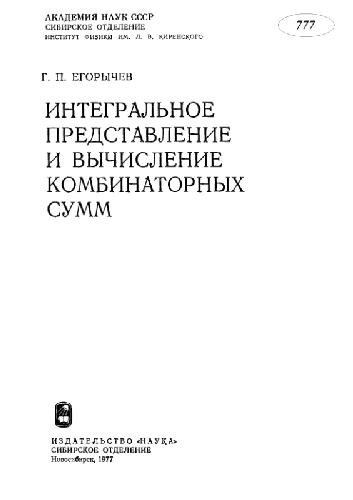 АКАДЕМИЯ НАУК СССР
СИБИРСКОЕ ОТДЕЛЕНИЕ
ИНСТИТУТ ФИЗИКИ ИМ. Л. В. КИРЕНСКОГО
777
Г. П. ЕГОРЫЧЕВ
ИНТЕГРАЛЬНОЕ
ПРЕДСТАВЛЕНИЕ
И ВЫЧИСЛЕНИЕ
КОМБИНАТОРНЫХ
СУММ
ИЗДАТЕЛЬСТВО «НАУКА»
СИБИРСКОЕ ОТДЕЛЕНИЕ
Новосибирск, 1977